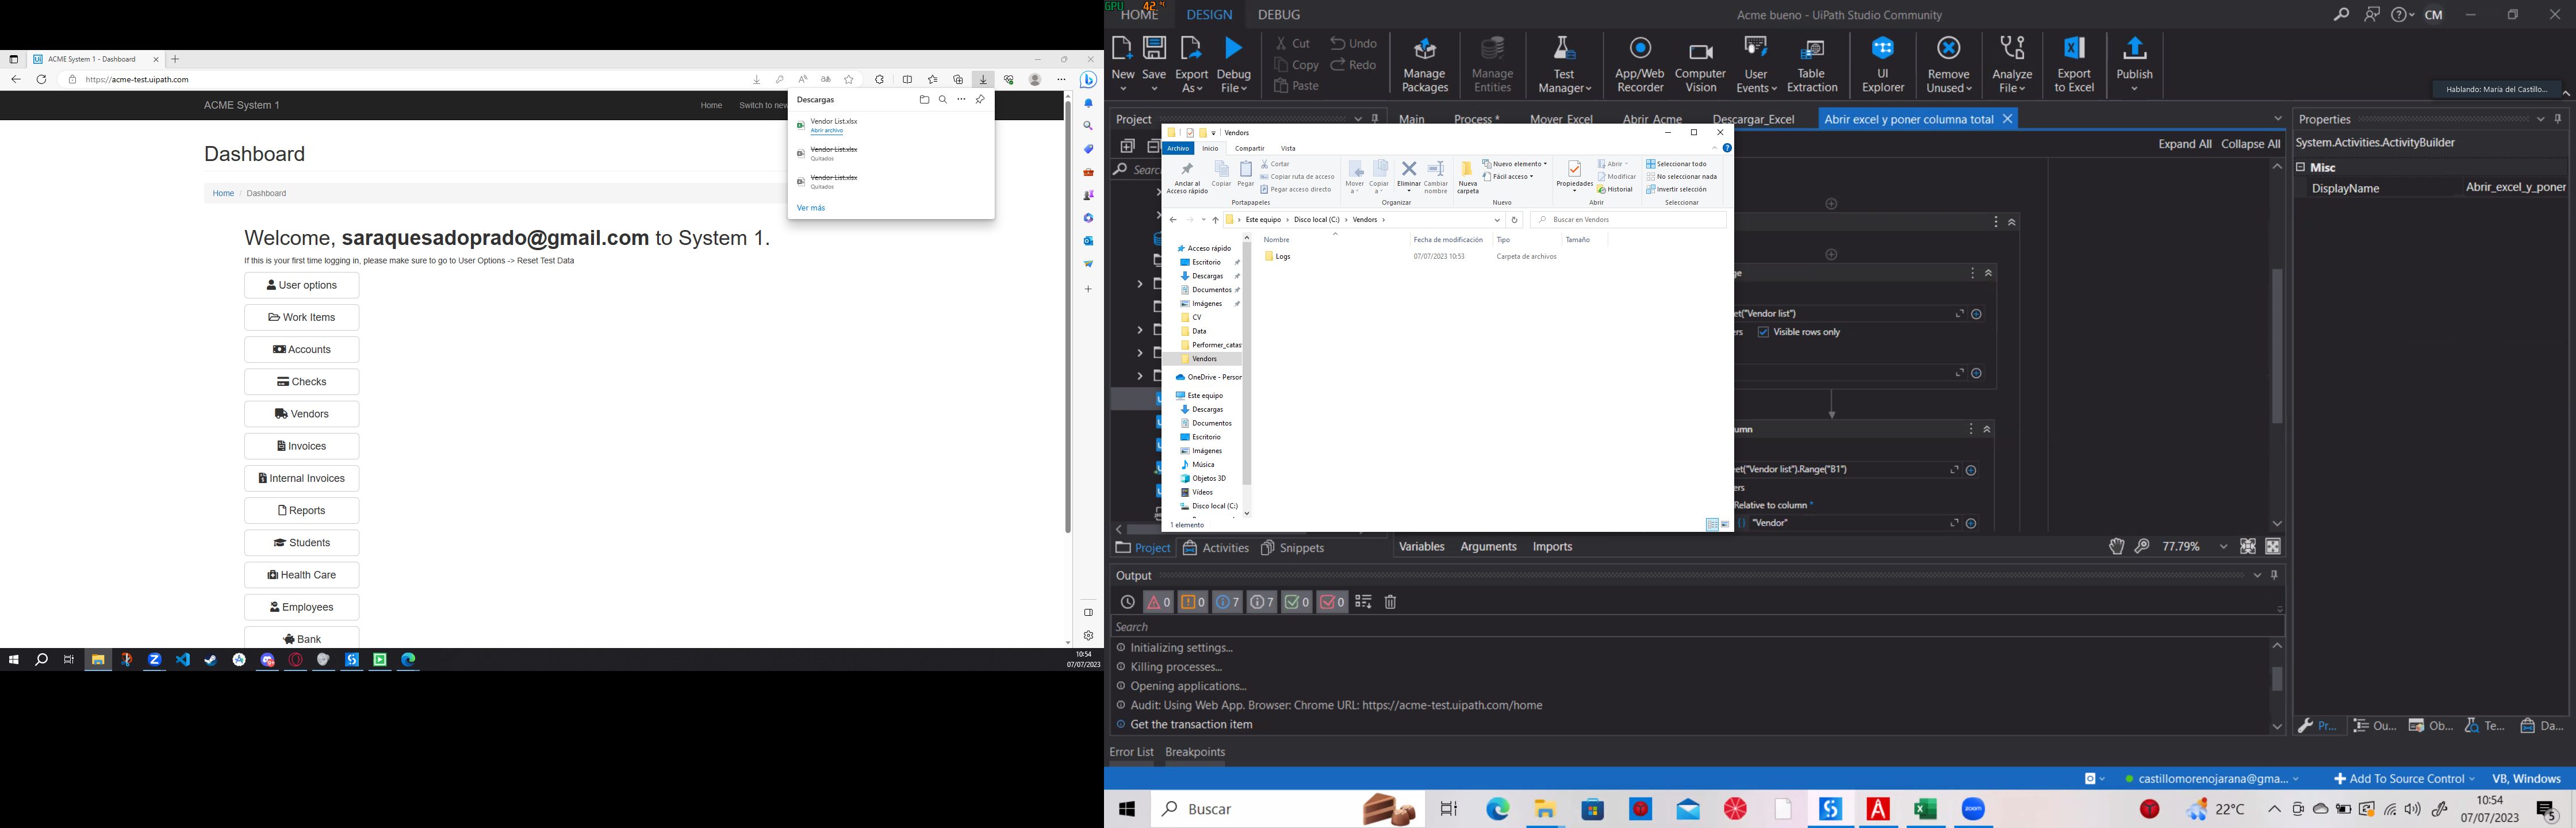 ACME System 1 - Dashboard
https://acme-test.uipath.com
ACME System 1
Home
Switch to new
Dashboard
Home / Dashboard
Welcome, saraquesadoprado@gmail.com to System 1.
If this is your first time logging in, please make sure to go to User Options -> Reset Test Data
User options
Work Items
Accounts
Checks
Vendors
Invoices
Internal Invoices
Reports
Students
Health Care
Employees
Bank
Descargas
Vendor List.xlsx
Abrir archivo
Vendor List.xlsx
Quitados
Vendor List.xlsx
Quitados
Ver más
10:54
07/07/2023
GPU 42 °C
HOME DESIGN DEBUG
Acme bueno - UiPath Studio Community
CM
New Save Export As Debug File
Cut Copy Paste Undo Redo
Manage Packages
Manage Entities
Test Manager
App/Web Recorder
Computer Vision
User Events
Table Extraction
UI Explorer
Remove Unused
Analyze File
Export to Excel
Publish
Hablando: María del Castillo...
Project
Main Process * Mover_Excel Abrir_Acme Descargar_Excel Abrir excel y poner columna total
Expand All Collapse All
Vendors
Archivo Inicio Compartir Vista
Anclar al Acceso rápido
Copiar Pegar
Cortar
Copiar ruta de acceso
Pegar acceso directo
Portapapeles
Mover a Copiar a Eliminar Cambiar nombre
Organizar
Nueva carpeta
Nuevo elemento
Fácil acceso
Nuevo
Propiedades
Abrir
Modificar
Historial
Abrir
Seleccionar todo
No seleccionar nada
Invertir selección
Seleccionar
Este equipo > Disco local (C:) > Vendors
Buscar en Vendors
Nombre Fecha de modificación Tipo Tamaño
Logs 07/07/2023 10:53 Carpeta de archivos
Acceso rápido
Escritorio
Descargas
Documentos
Imágenes
CV
Data
Performer_catas
Vendors
OneDrive - Person
Este equipo
Descargas
Documentos
Escritorio
Imágenes
Música
Objetos 3D
Vídeos
Disco local (C:)
1 elemento
et("Vendor list")
Visible rows only
et("Vendor list").Range("B1")
Relative to column *
"Vendor"
Project Activities Snippets
Variables Arguments Imports
77.79%
Output
0 0 7 7 0 0
Search
Initializing settings...
Killing processes...
Opening applications...
Audit: Using Web App. Browser: Chrome URL: https://acme-test.uipath.com/home
Get the transaction item
Error List Breakpoints
Properties
System.Activities.ActivityBuilder
Misc
DisplayName Abrir_excel_y_poner
Pr... Ou... Ob... Te... Da...
castillomorenojarana@gma...
Add To Source Control
VB, Windows
Buscar
zoom
22°C
10:54
07/07/2023
5